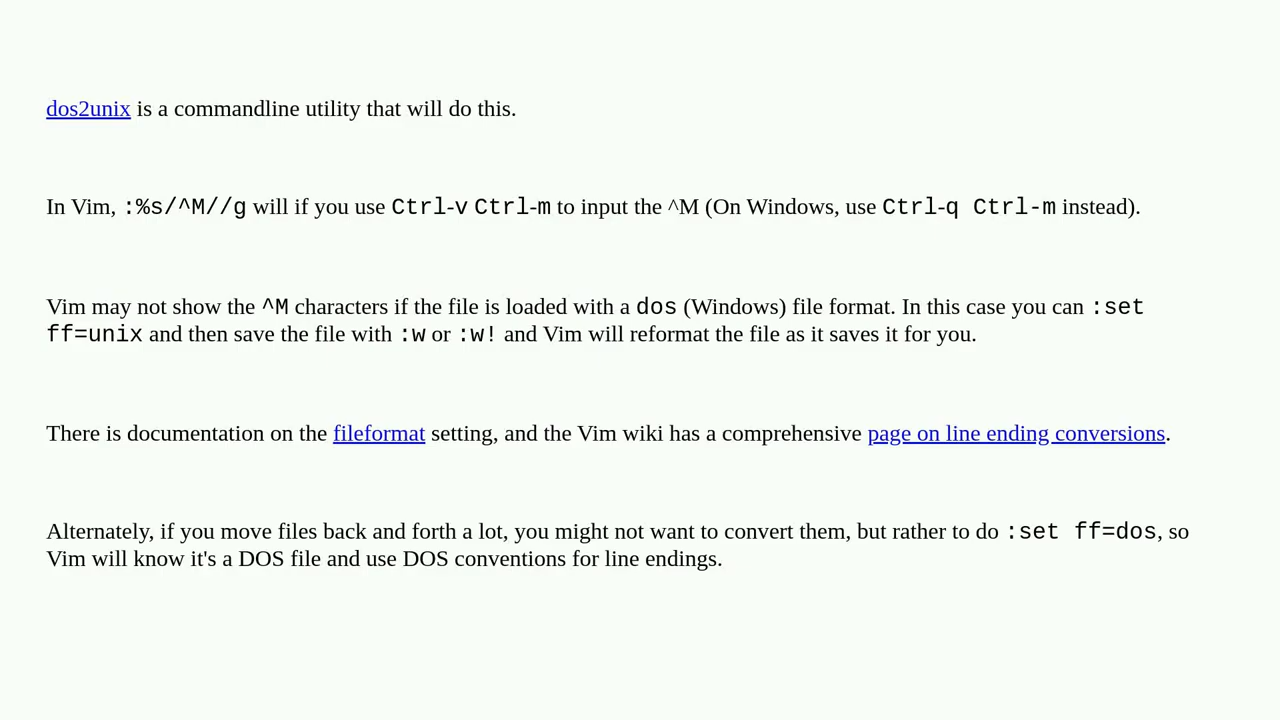 dos2unix is a commandline utility that will do this.
In Vim, :%s/^M//g will if you use Ctrl-v Ctrl-m to input the ^M (On Windows, use Ctrl-q Ctrl-m instead).
Vim may not show the ^M characters if the file is loaded with a dos (Windows) file format. In this case you can :set
ff=unix and then save the file with :w or :w! and Vim will reformat the file as it saves it for you.
There is documentation on the fileformat setting, and the Vim wiki has a comprehensive page on line ending conversions.
Alternately, if you move files back and forth a lot, you might not want to convert them, but rather to do :set ff=dos, so
Vim will know it's a DOS file and use DOS conventions for line endings.